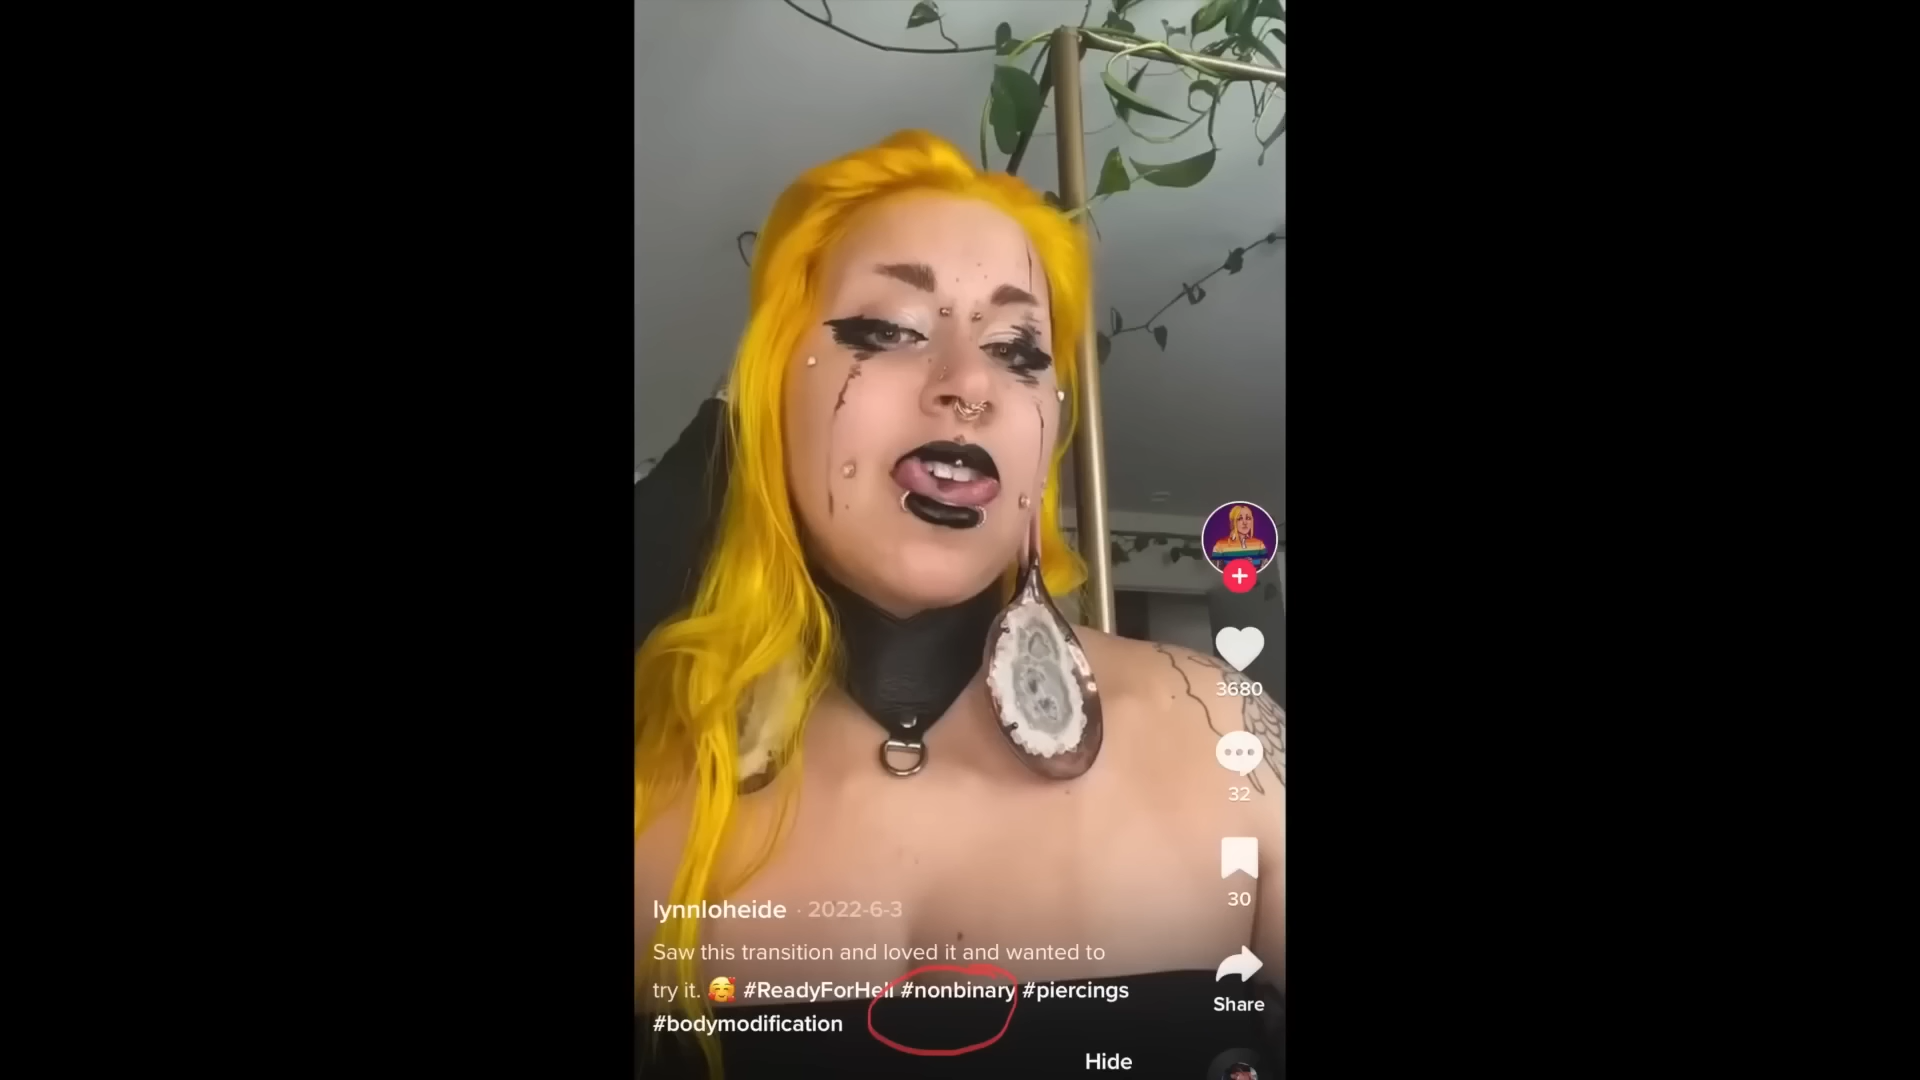 3680
32
30
lynnloheide · 2022-6-3
Saw this transition and loved it and wanted to
try it. 🥰 #ReadyForHell #nonbinary #piercings
#bodymodification
Share
Hide